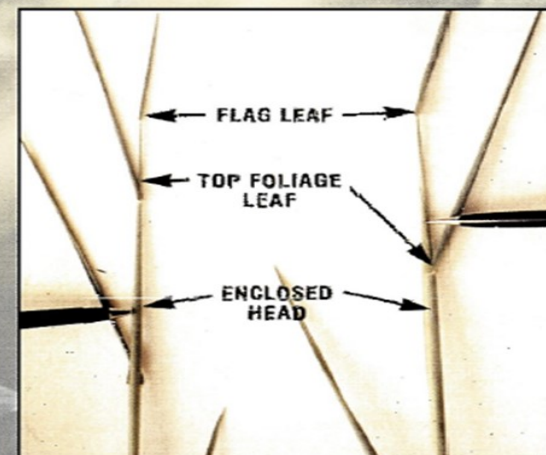 FLAG LEAF
TOP FOLIAGE
LEAF
ENCLOSED
HEAD